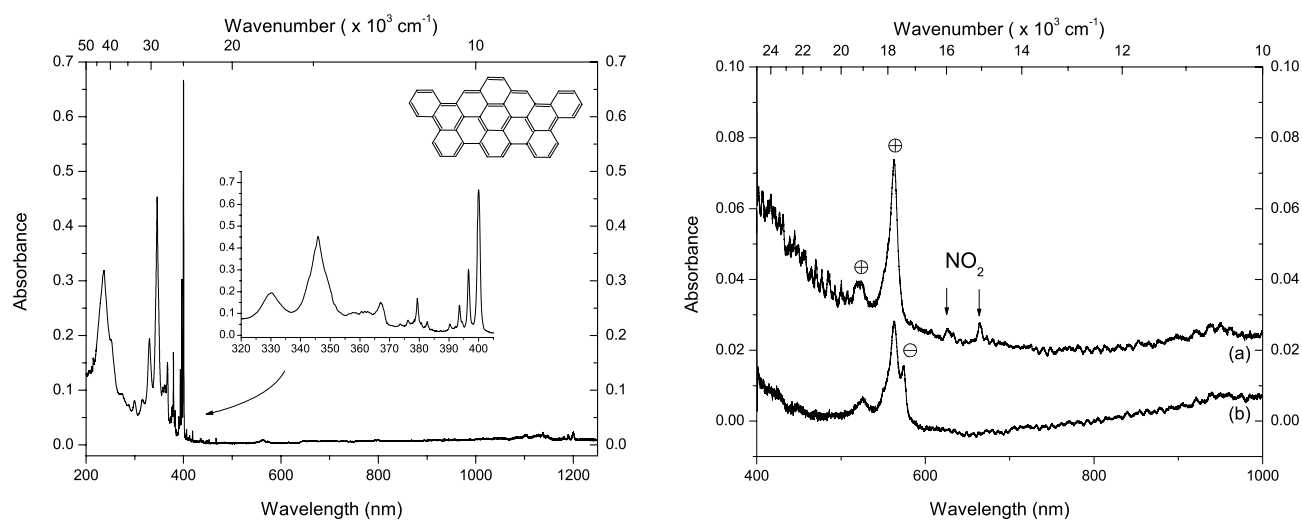 Wavenumber ( x 10³ cm⁻¹)
50 40 30 20 10
0.7 0.7
0.6 0.6
0.5 0.5
0.4 0.4
0.3 0.3
0.2 0.2
0.1 0.1
0.0 0.0
Absorbance
0.7
0.6
0.5
0.4
0.3
0.2
0.1
0.0
320 330 340 350 360 370 380 390 400
200 400 600 800 1000 1200
Wavelength (nm)
Wavenumber ( x 10³ cm⁻¹)
24 22 20 18 16 14 12 10
0.10 0.10
0.08 0.08
0.06 0.06
0.04 0.04
0.02 0.02
0.00 0.00
Absorbance
⊕
⊕
NO₂
(a)
⊖
(b)
400 600 800 1000
Wavelength (nm)